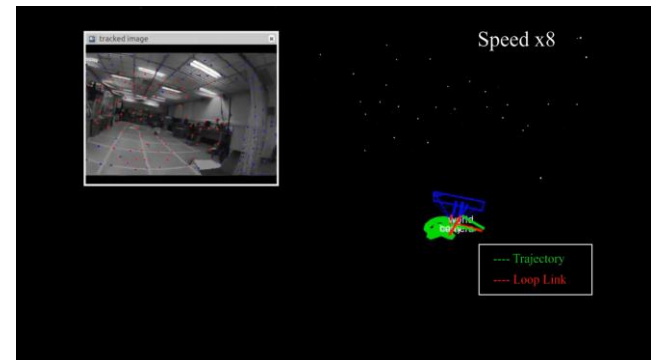 tracked image
Speed x8
world
---- Trajectory
---- Loop Link